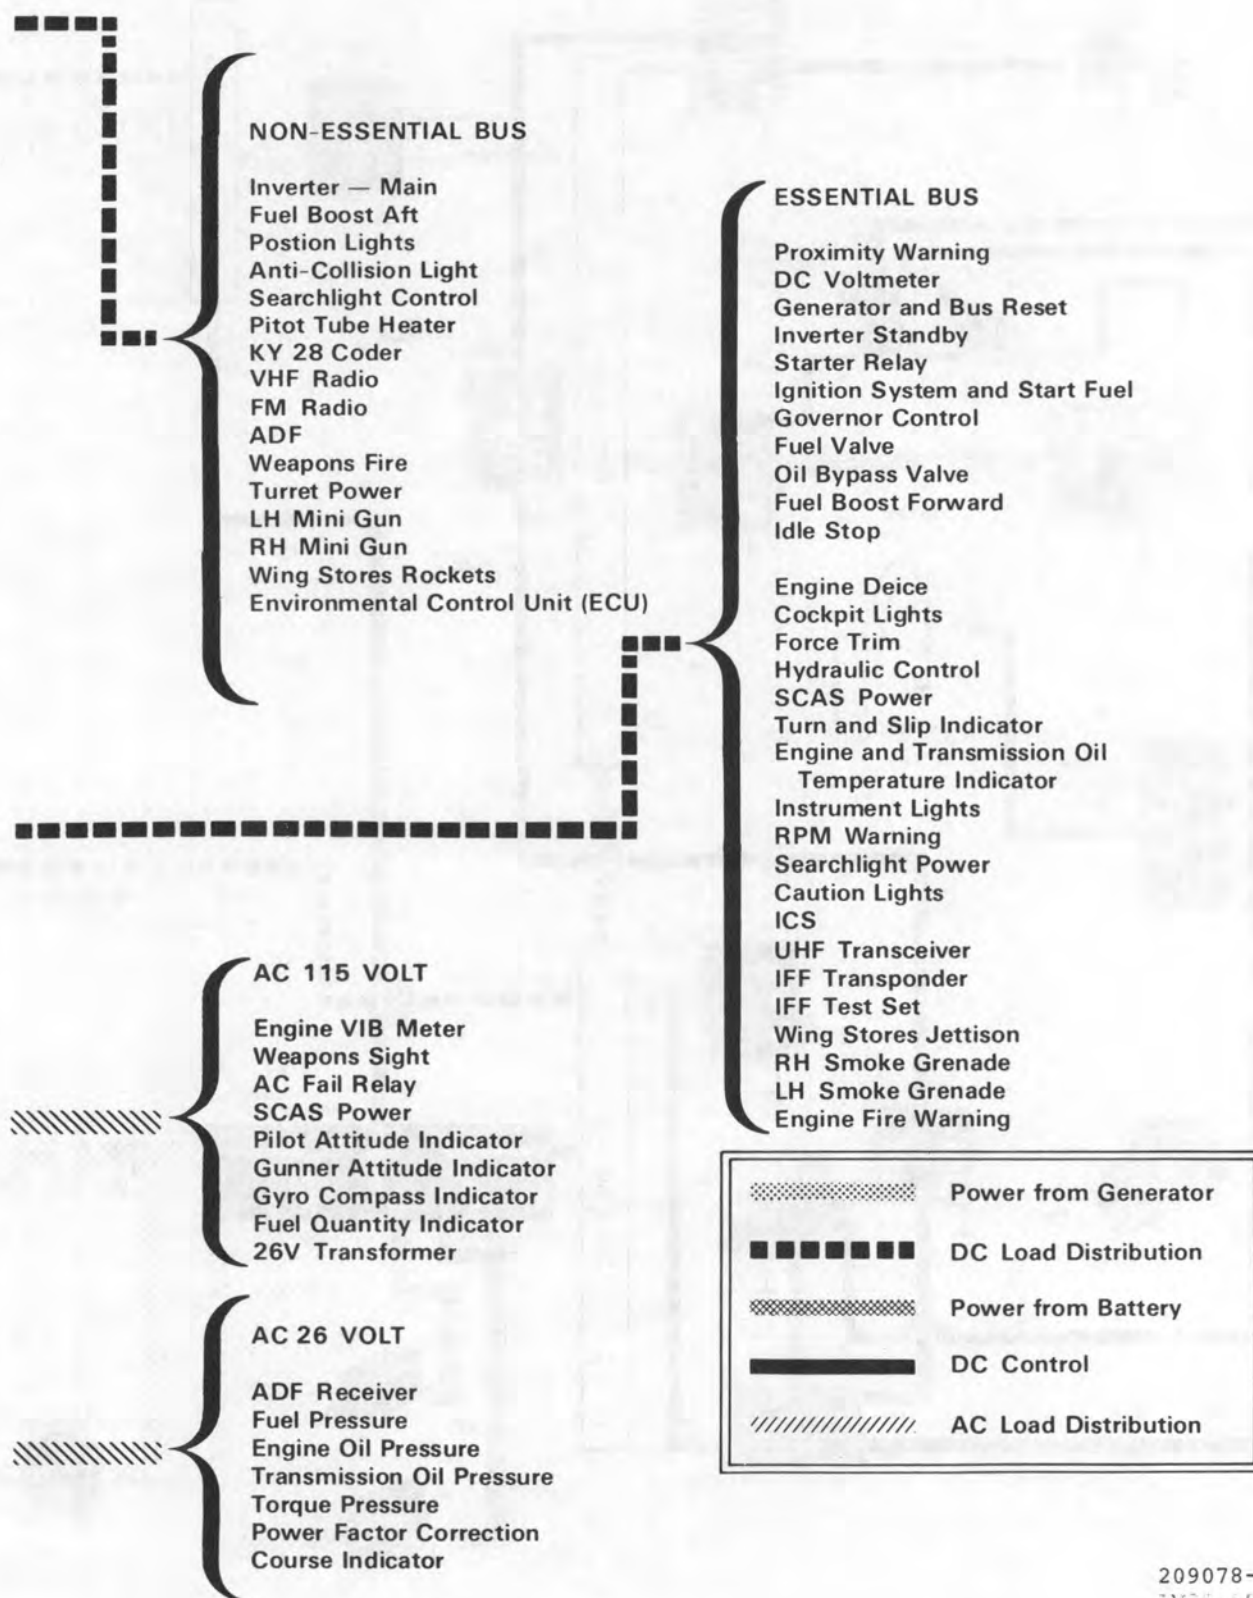 NON-ESSENTIAL BUS
Inverter — Main
Fuel Boost Aft
Postion Lights
Anti-Collision Light
Searchlight Control
Pitot Tube Heater
KY 28 Coder
VHF Radio
FM Radio
ADF
Weapons Fire
Turret Power
LH Mini Gun
RH Mini Gun
Wing Stores Rockets
Environmental Control Unit (ECU)
ESSENTIAL BUS
Proximity Warning
DC Voltmeter
Generator and Bus Reset
Inverter Standby
Starter Relay
Ignition System and Start Fuel
Governor Control
Fuel Valve
Oil Bypass Valve
Fuel Boost Forward
Idle Stop
Engine Deice
Cockpit Lights
Force Trim
Hydraulic Control
SCAS Power
Turn and Slip Indicator
Engine and Transmission Oil
Temperature Indicator
Instrument Lights
RPM Warning
Searchlight Power
Caution Lights
ICS
UHF Transceiver
IFF Transponder
IFF Test Set
Wing Stores Jettison
RH Smoke Grenade
LH Smoke Grenade
Engine Fire Warning
AC 115 VOLT
Engine VIB Meter
Weapons Sight
AC Fail Relay
SCAS Power
Pilot Attitude Indicator
Gunner Attitude Indicator
Gyro Compass Indicator
Fuel Quantity Indicator
26V Transformer
AC 26 VOLT
ADF Receiver
Fuel Pressure
Engine Oil Pressure
Transmission Oil Pressure
Torque Pressure
Power Factor Correction
Course Indicator
Power from Generator
DC Load Distribution
Power from Battery
DC Control
AC Load Distribution
209078-